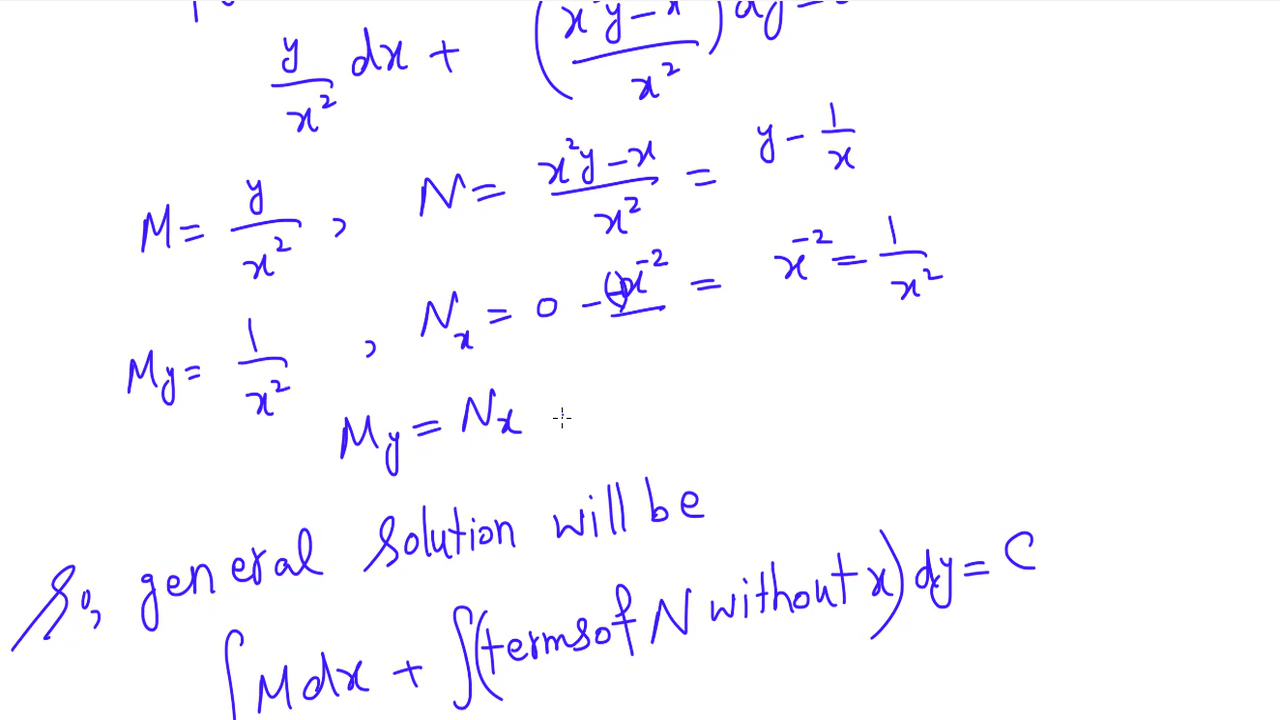 y/x² dx + (x²y-x/x²) dy =
M = y/x² , N = x²y-x/x² = y - 1/x
My = 1/x² , Nx = 0 - (-)x⁻² = x⁻² = 1/x²
My = Nx
So, general solution will be
∫ M dx + ∫(terms of N without x) dy = C